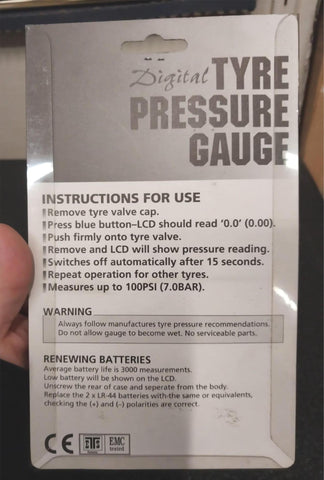 Digital TYRE
PRESSURE
GAUGE
INSTRUCTIONS FOR USE
Remove tyre valve cap.
Press blue button–LCD should read '0.0' (0.00).
Push firmly onto tyre valve.
Remove and LCD will show pressure reading.
Switches off automatically after 15 seconds.
Repeat operation for other tyres.
Measures up to 100PSI (7.0BAR).
WARNING
Always follow manufactures tyre pressure recommendations.
Do not allow gauge to become wet. No serviceable parts.
RENEWING BATTERIES
Average battery life is 3000 measurements.
Low battery will be shown on the LCD.
Unscrew the rear of case and seperate from the body.
Replace the 2 x LR-44 batteries with the same or equivalents,
checking the (+) and (–) polarities are correct.
CE
EMC
tested